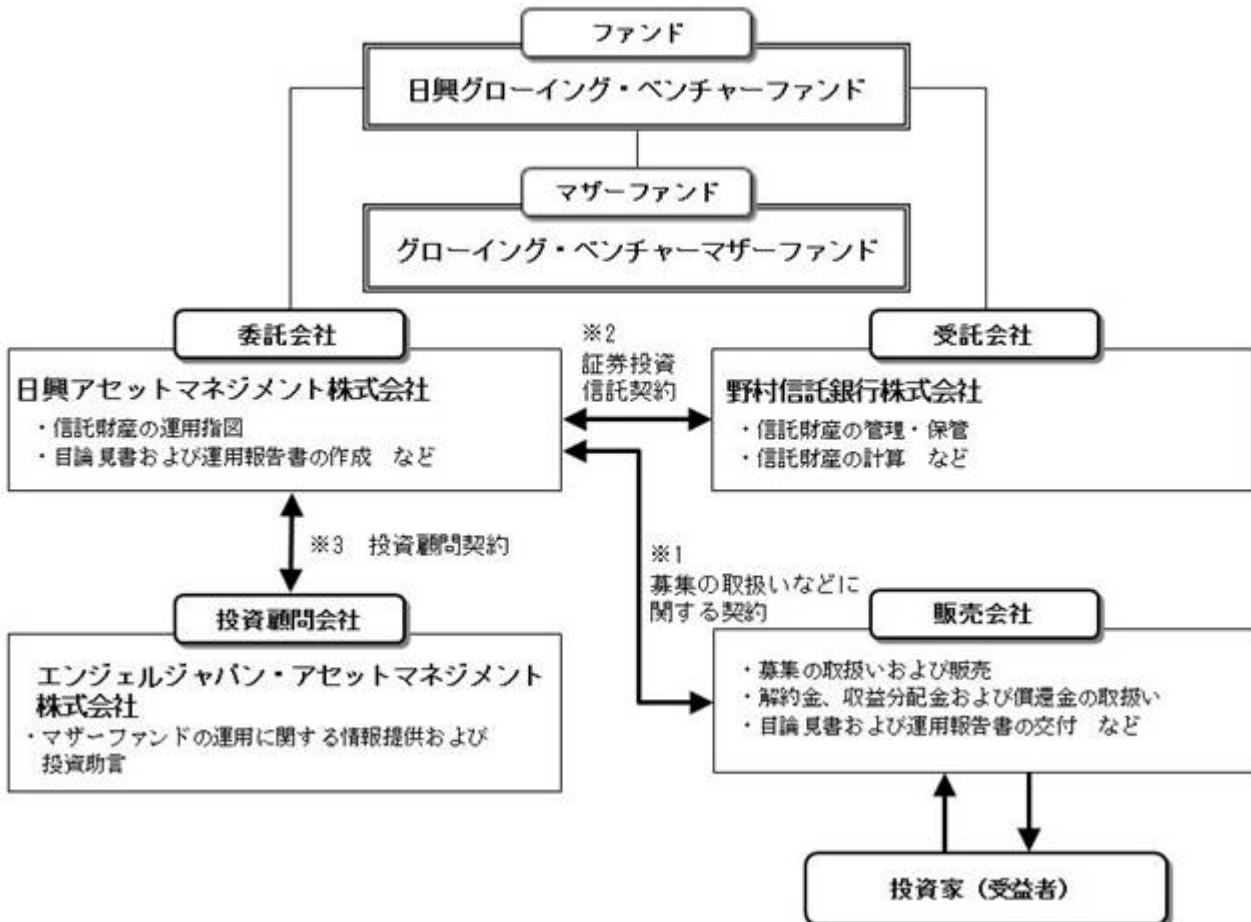 ファンド
日興グローイング・ベンチャーファンド
マザーファンド
グローイング・ベンチャーマザーファンド
委託会社
日興アセットマネジメント株式会社
・信託財産の運用指図
・目論見書および運用報告書の作成　など
※2
証券投資
信託契約
受託会社
野村信託銀行株式会社
・信託財産の管理・保管
・信託財産の計算　など
※3　投資顧問契約
※1
募集の取扱いなどに
関する契約
投資顧問会社
エンジェルジャパン・アセットマネジメント
株式会社
・マザーファンドの運用に関する情報提供および
投資助言
販売会社
・募集の取扱いおよび販売
・解約金、収益分配金および償還金の取扱い
・目論見書および運用報告書の交付　など
投資家（受益者）